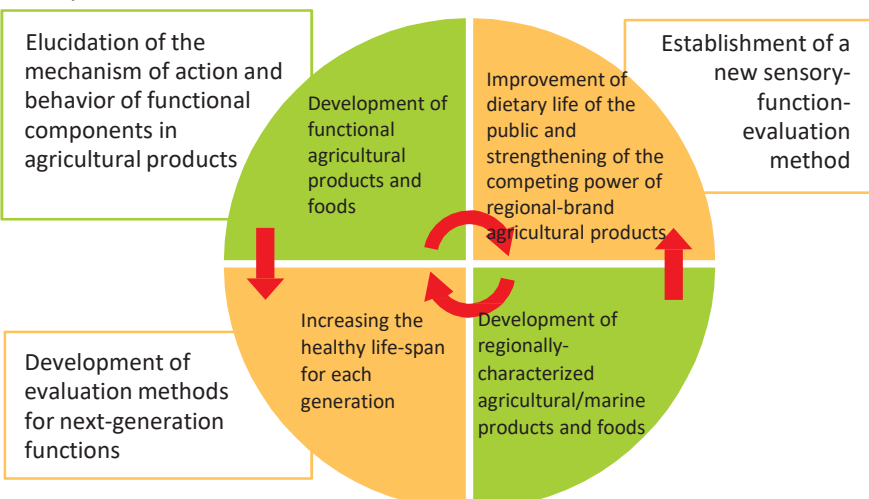 Elucidation of the
mechanism of action and
behavior of functional
components in
agricultural products
Development of
functional
agricultural
products and
foods
Improvement of
dietary life of the
public and
strengthening of the
competing power of
regional-brand
agricultural products
Establishment of a
new sensory-
function-
evaluation
method
Development of
evaluation methods
for next-generation
functions
Increasing the
healthy life-span
for each
generation
Development of
regionally-
characterized
agricultural/marine
products and foods